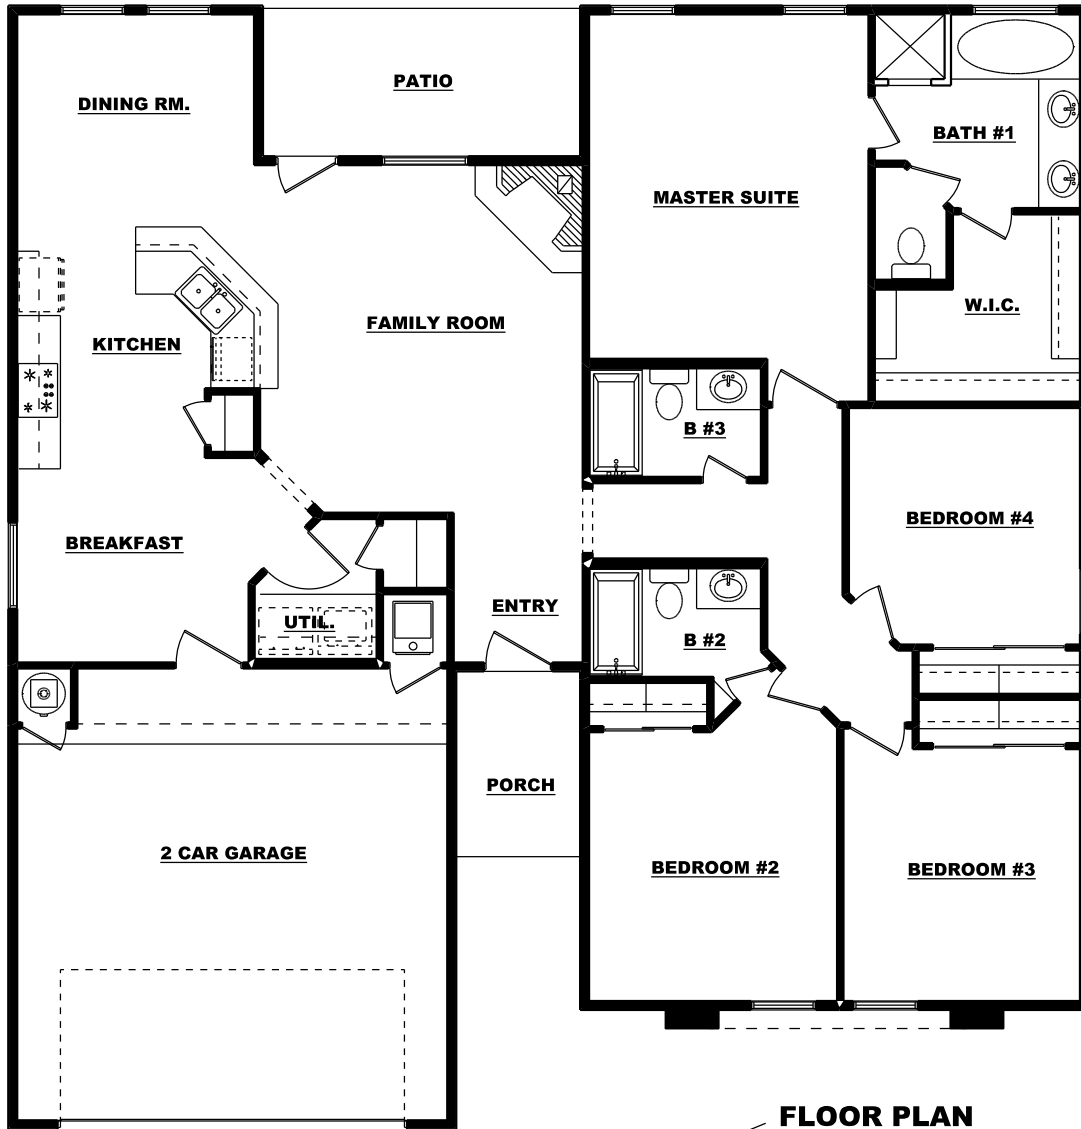 PATIO
DINING RM.
BATH #1
MASTER SUITE
W.I.C.
FAMILY ROOM
KITCHEN
B #3
BEDROOM #4
BREAKFAST
ENTRY
UTIL.
B #2
PORCH
2 CAR GARAGE
BEDROOM #2
BEDROOM #3
FLOOR PLAN